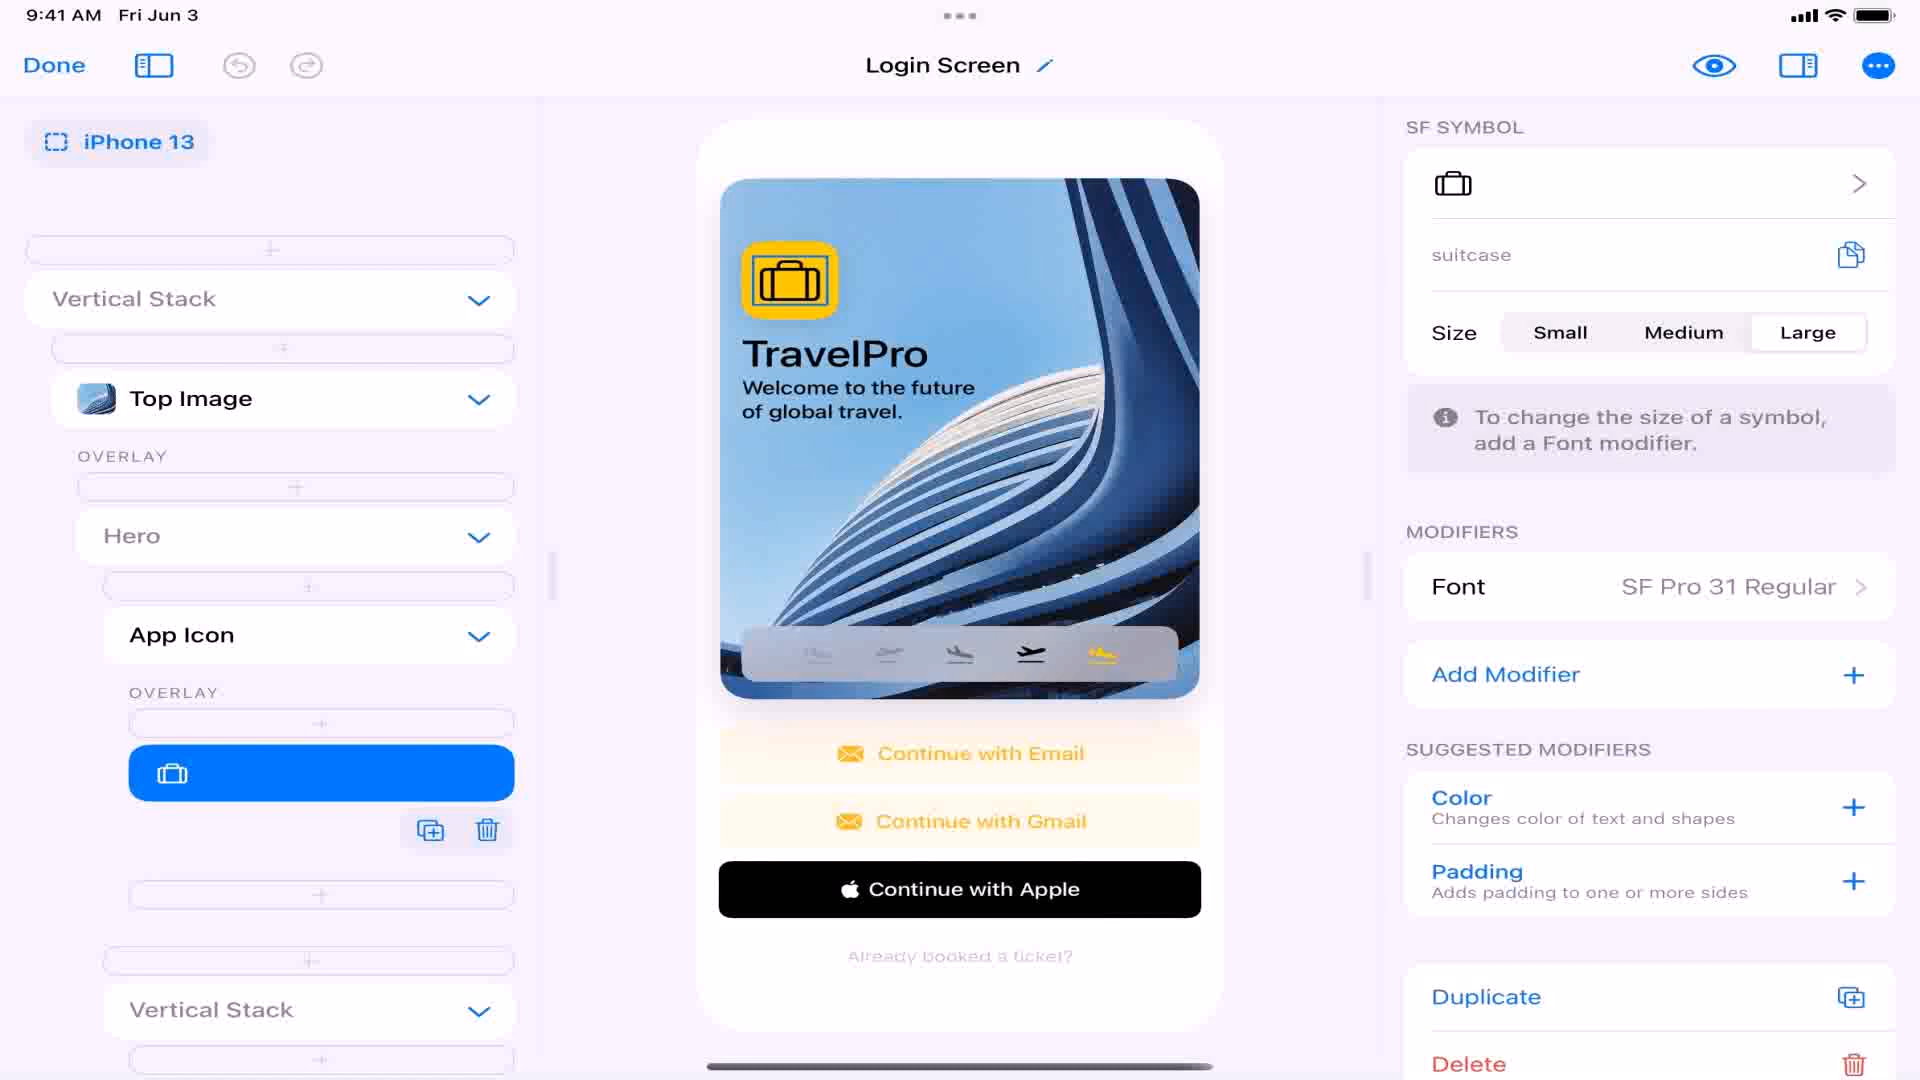 9:41 AM Fri Jun 3
Done
Login Screen
iPhone 13
Vertical Stack
Top Image
OVERLAY
Hero
App Icon
OVERLAY
Vertical Stack
TravelPro
Welcome to the future
of global travel.
Continue with Email
Continue with Gmail
Continue with Apple
Already booked a ticket?
SF SYMBOL
suitcase
Size Small Medium Large
To change the size of a symbol,
add a Font modifier.
MODIFIERS
Font SF Pro 31 Regular
Add Modifier
SUGGESTED MODIFIERS
Color
Changes color of text and shapes
Padding
Adds padding to one or more sides
Duplicate
Delete